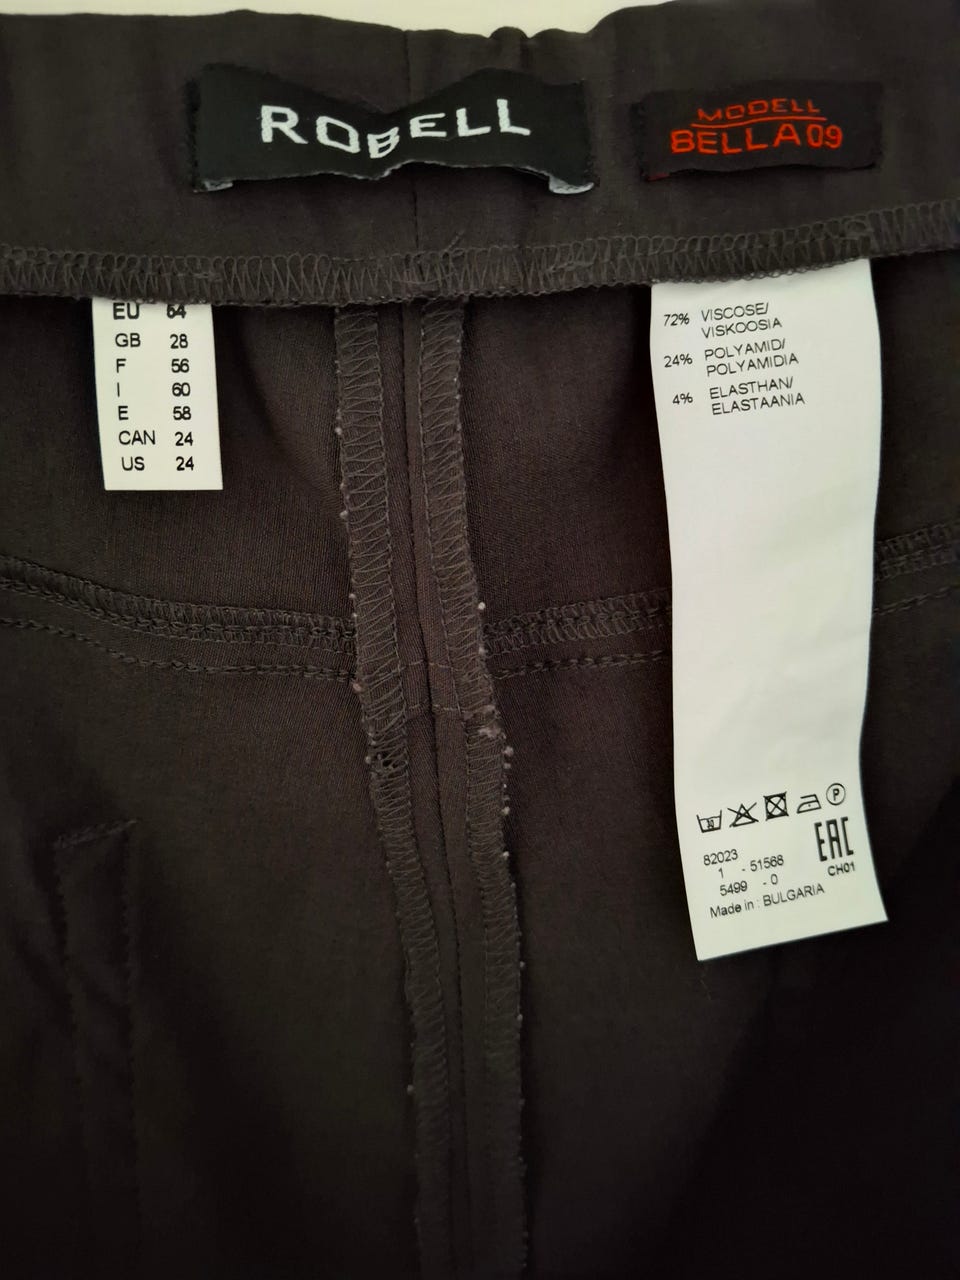 ROBELL
MODELL
BELLA 09
EU 54
GB 28
F 56
I 60
E 58
CAN 24
US 24
72% VISCOSE/
VISKOOSIA
24% POLYAMID/
POLYAMIDIA
4% ELASTHAN/
ELASTAANIA
P
EAC
82023
1 - 51568
5499 - 0
CH01
Made in : BULGARIA